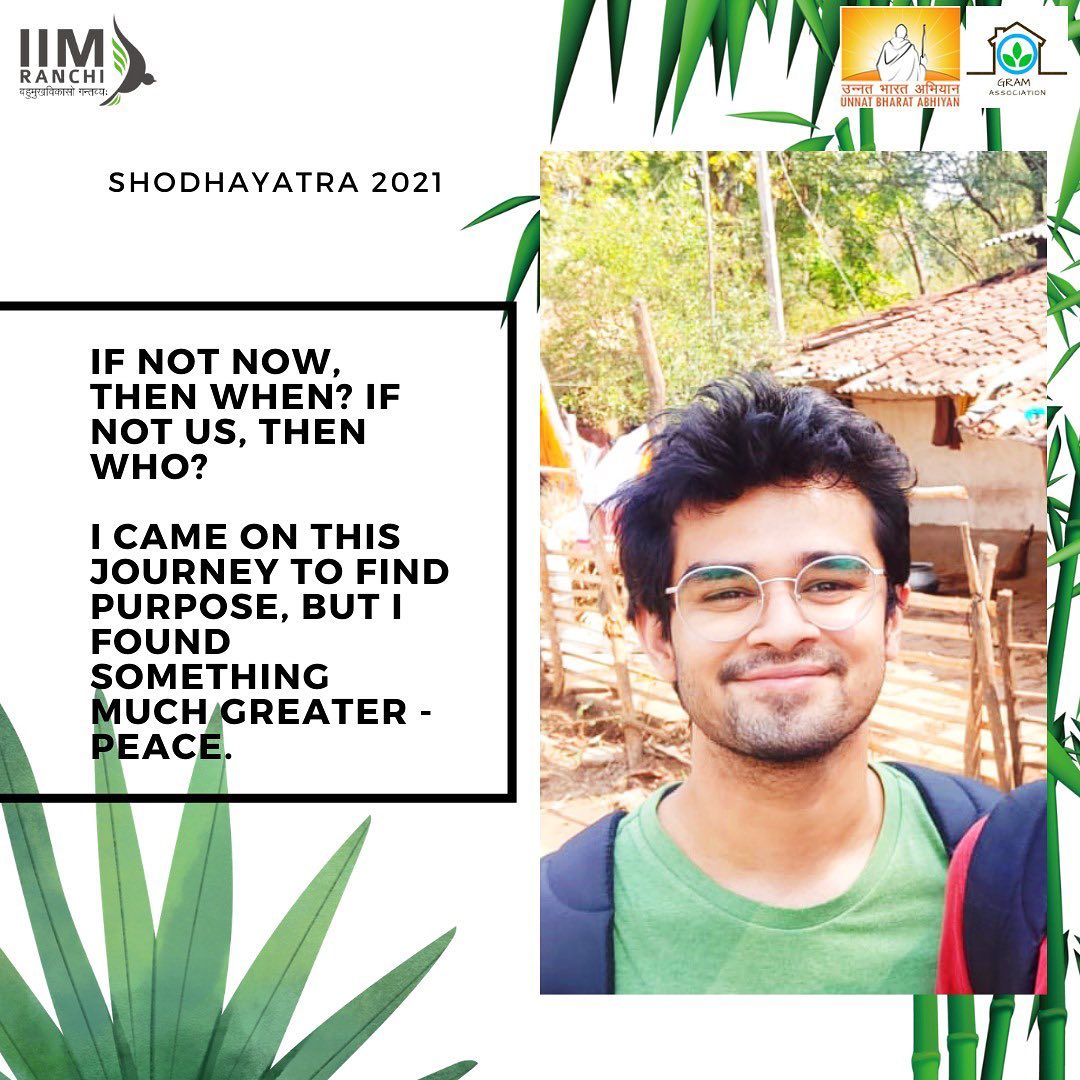 IIM
RANCHI
बहुमुखविकासो गन्तव्यः
उन्नत भारत अभियान
UNNAT BHARAT ABHIYAN
GRAM
ASSOCIATION
SHODHAYATRA 2021
IF NOT NOW,
THEN WHEN? IF
NOT US, THEN
WHO?
I CAME ON THIS
JOURNEY TO FIND
PURPOSE, BUT I
FOUND
SOMETHING
MUCH GREATER -
PEACE.